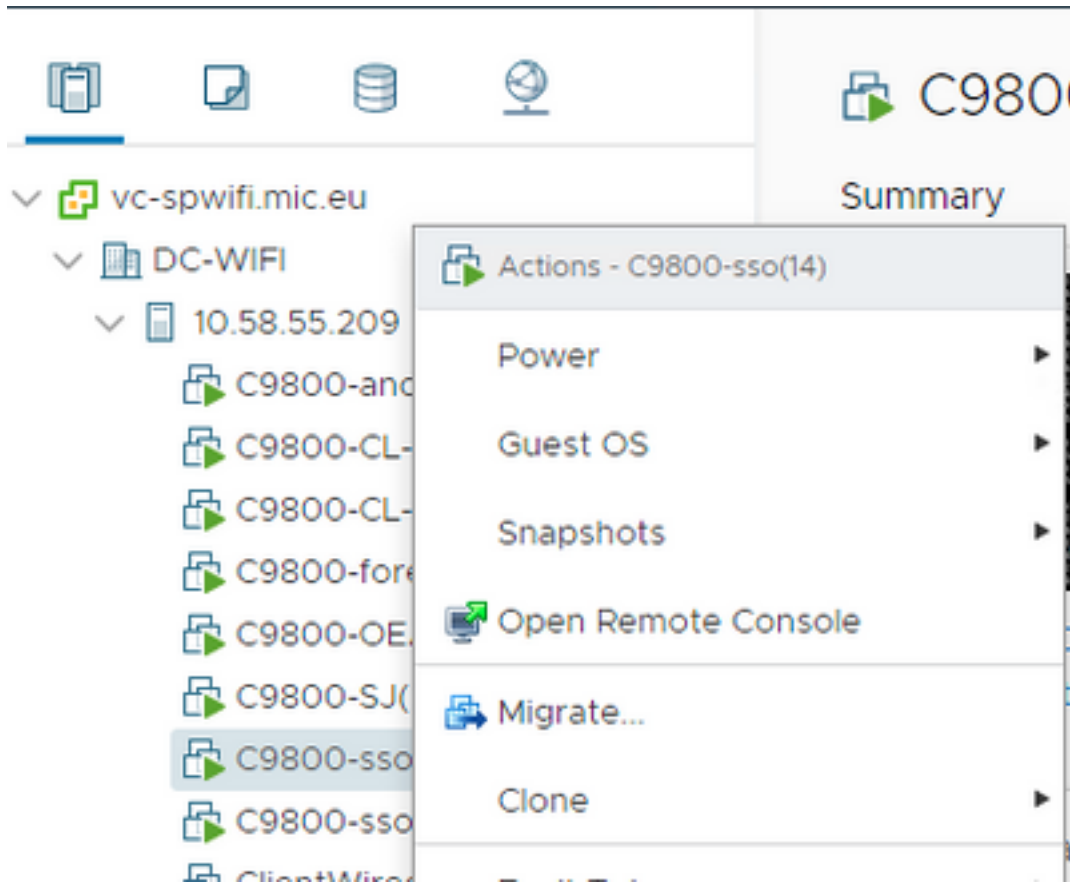 C980
vc-spwifi.mic.eu
Summary
DC-WIFI
Actions - C9800-sso(14)
10.58.55.209
Power
C9800-and
C9800-CL-
Guest OS
C9800-CL-
Snapshots
C9800-fore
Open Remote Console
C9800-OE.
C9800-SJ(
Migrate...
C9800-sso
Clone
C9800-sso